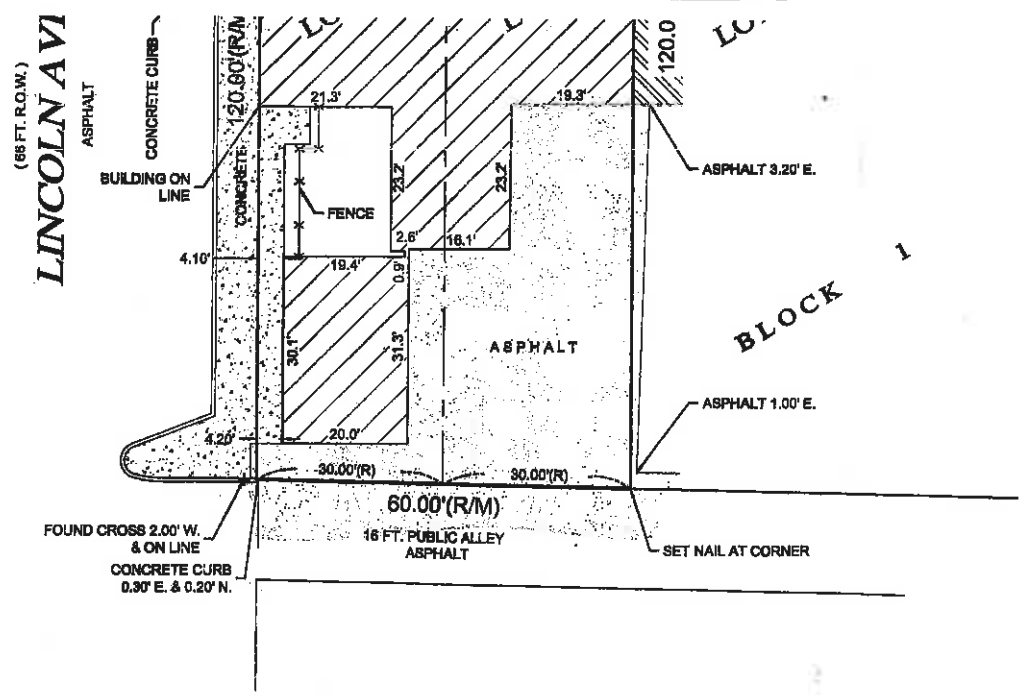 (66 FT. R.O.W.)
LINCOLN AV
ASPHALT
CONCRETE CURB
120.00'(R/M)
120.0
21.3'
19.3'
CONCRETE
BUILDING ON
LINE
FENCE
23.2'
23.2'
ASPHALT 3.20' E.
2.6'
16.1'
4.10'
19.4'
0.9'
BLOCK 1
30.1'
31.3'
ASPHALT
ASPHALT 1.00' E.
4.20'
20.0'
30.00'(R)
30.00'(R)
60.00'(R/M)
FOUND CROSS 2.00' W.
& ON LINE
16 FT. PUBLIC ALLEY
ASPHALT
SET NAIL AT CORNER
CONCRETE CURB
0.30' E. & 0.20' N.